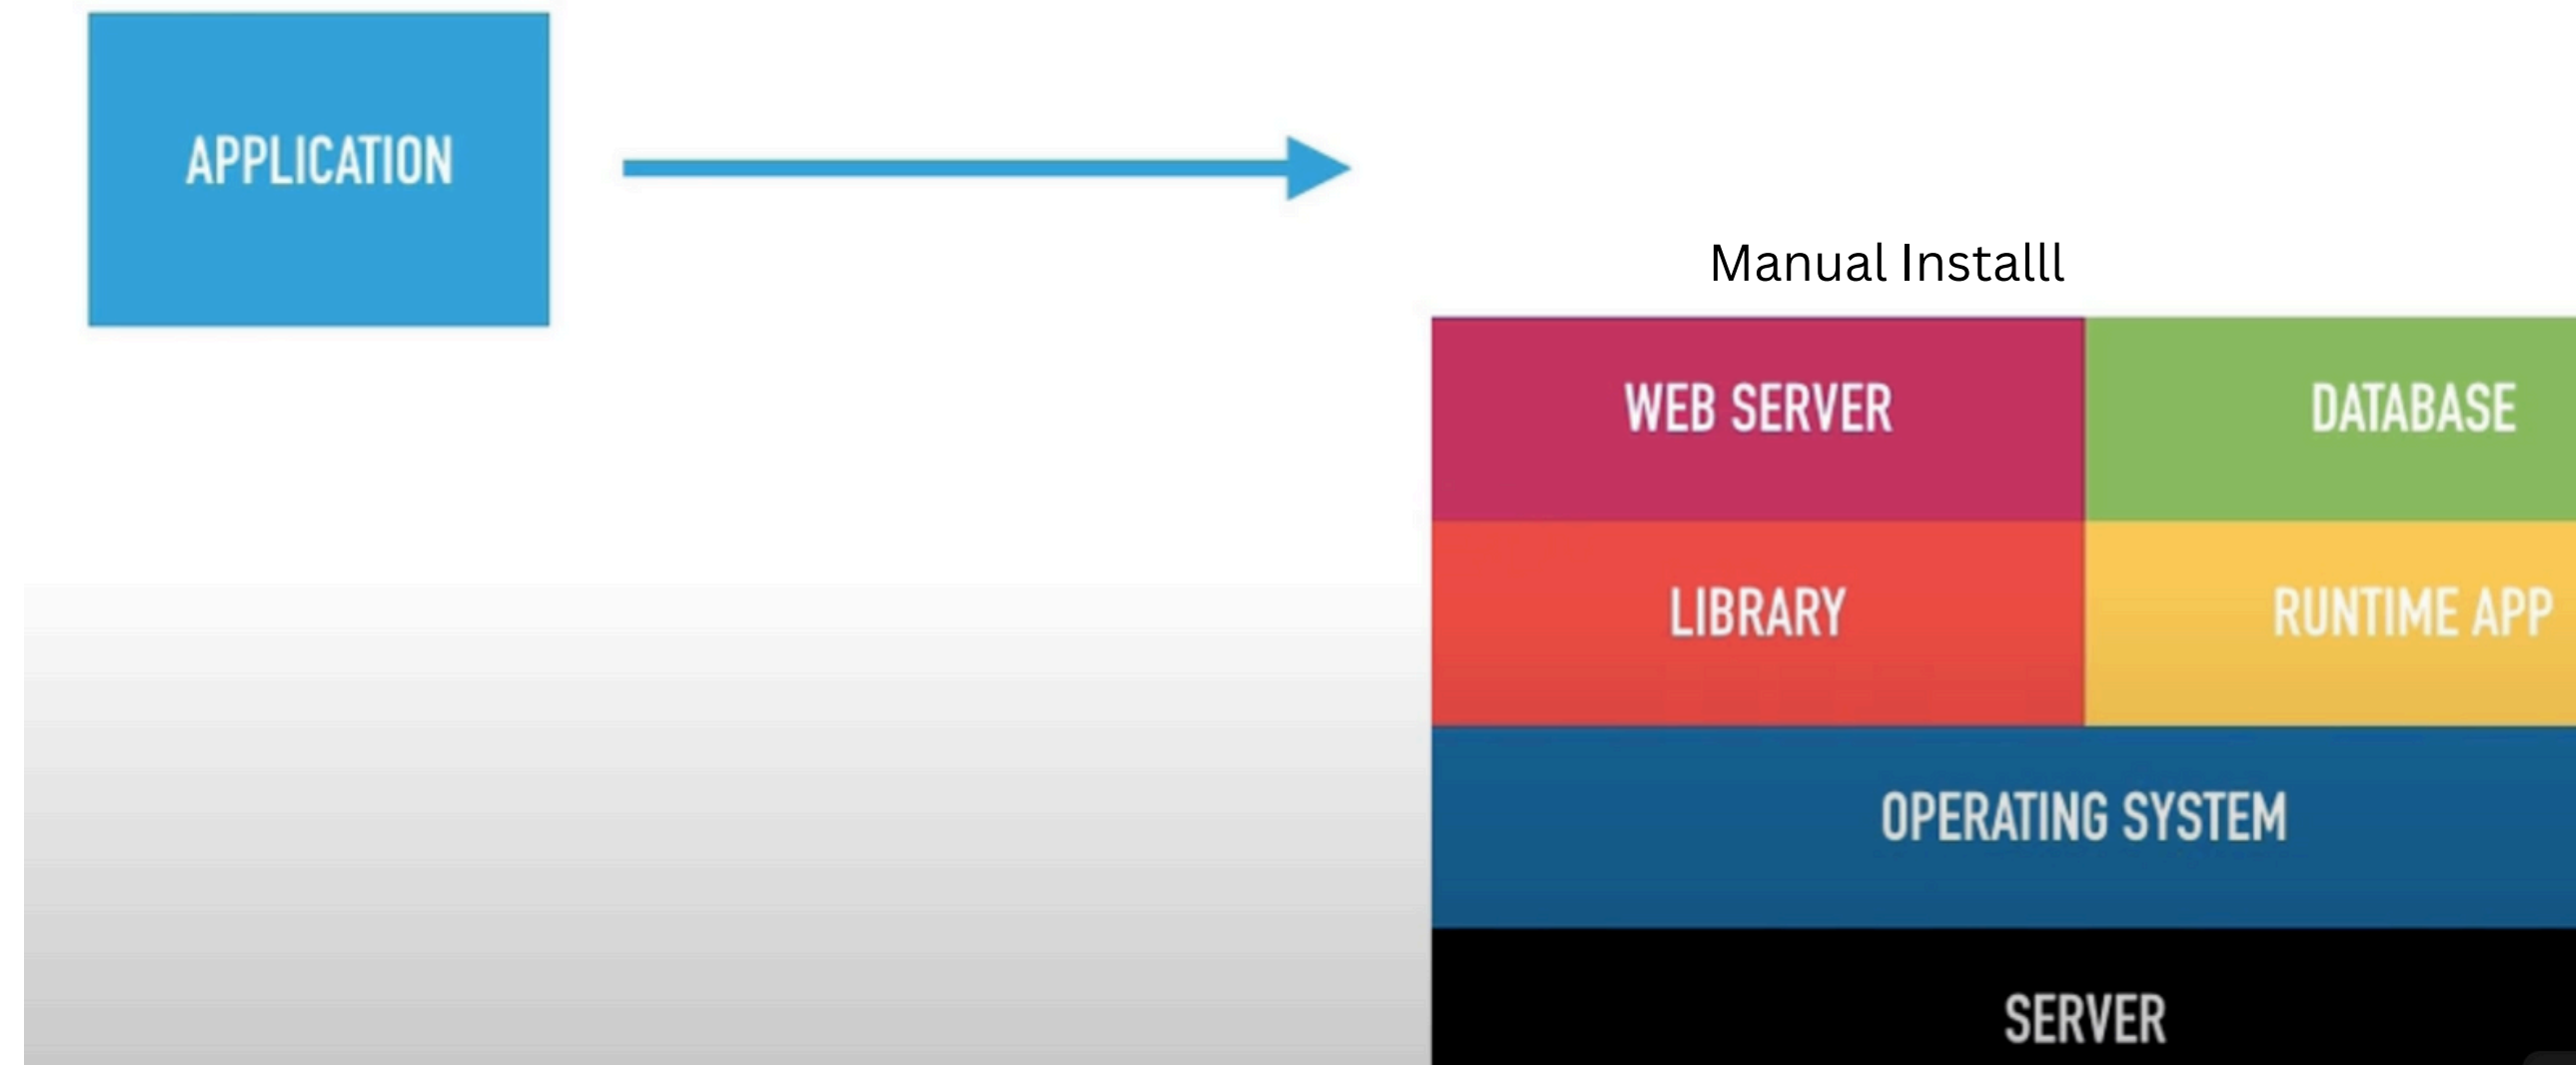 APPLICATION
Manual Installl
WEB SERVER
DATABASE
LIBRARY
RUNTIME APP
OPERATING SYSTEM
SERVER